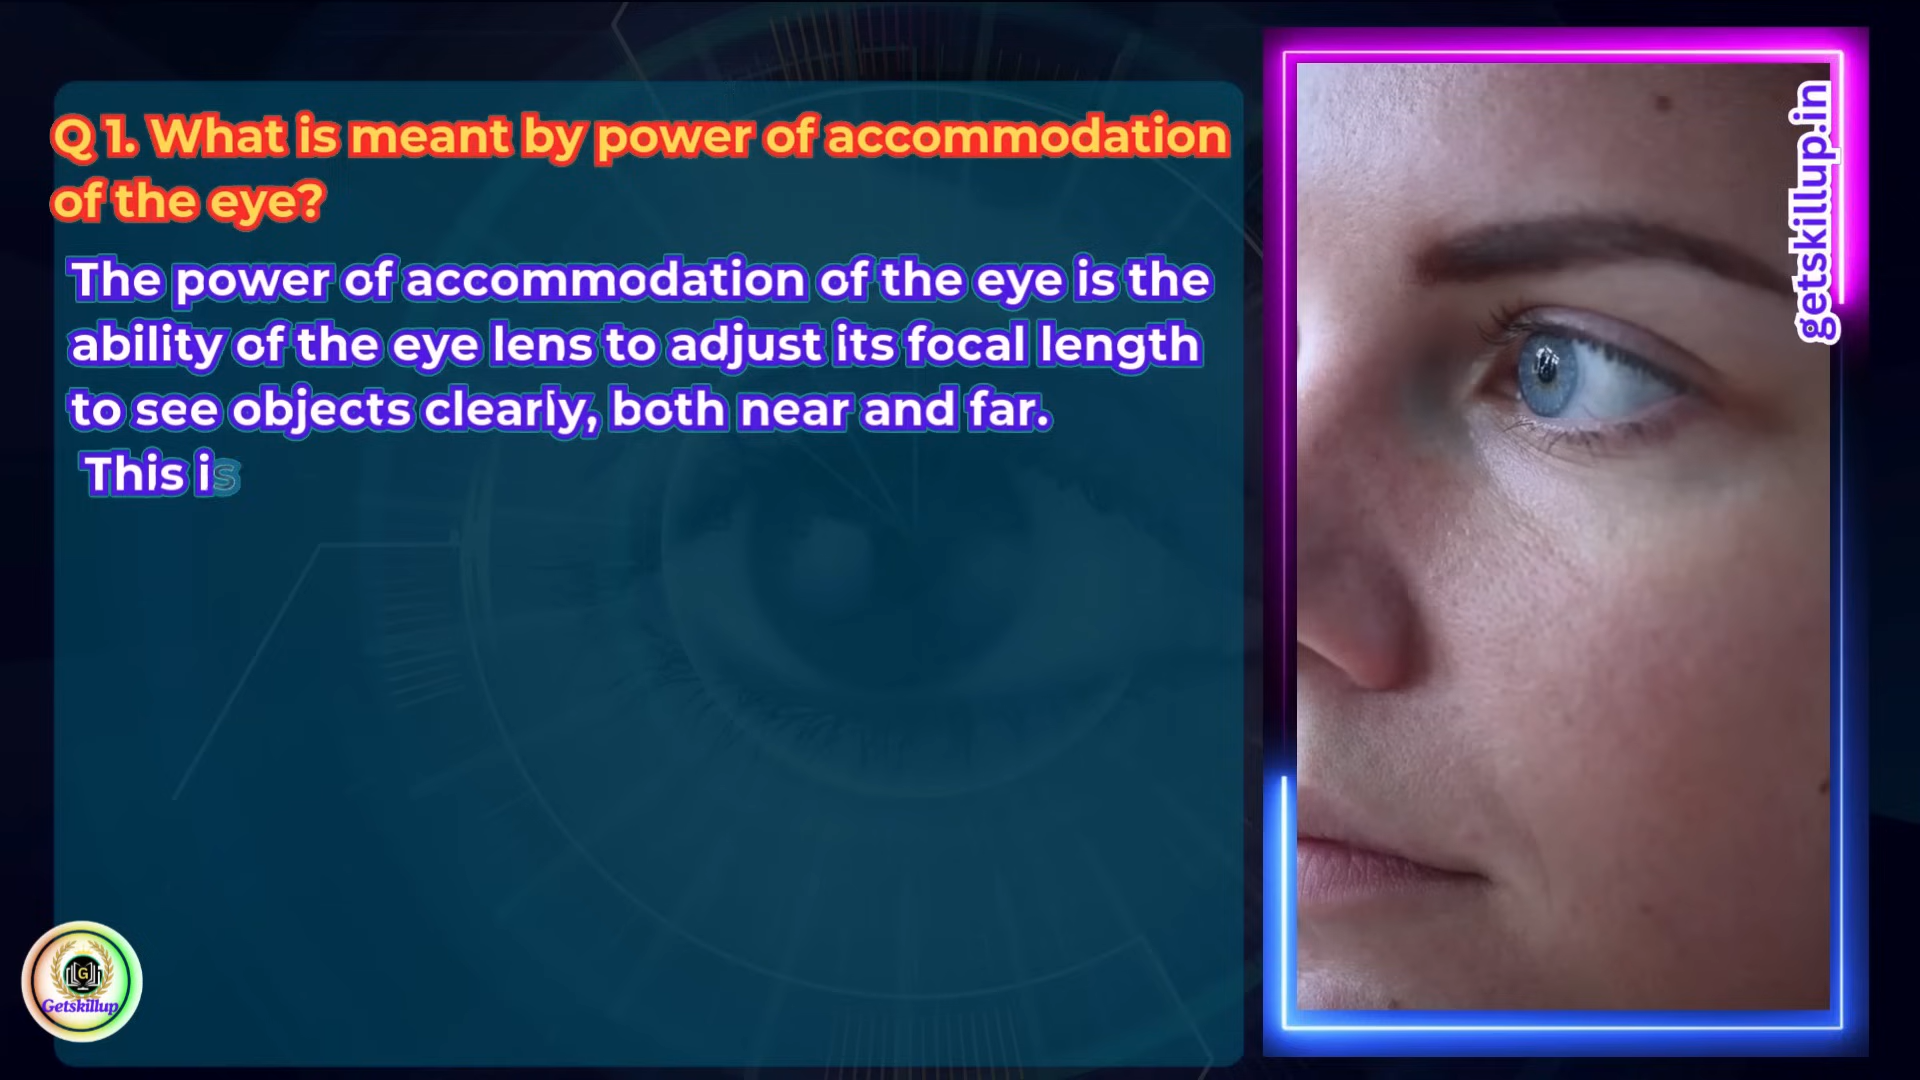 Q 1. What is meant by power of accommodation
of the eye?
The power of accommodation of the eye is the
ability of the eye lens to adjust its focal length
to see objects clearly, both near and far.
This is
getskillup.in
G
Getskillup